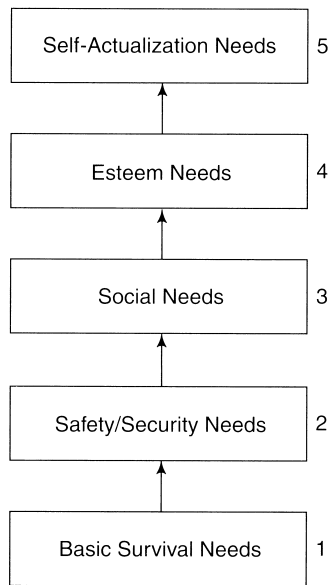 Self-Actualization Needs 5
Esteem Needs 4
Social Needs 3
Safety/Security Needs 2
Basic Survival Needs 1